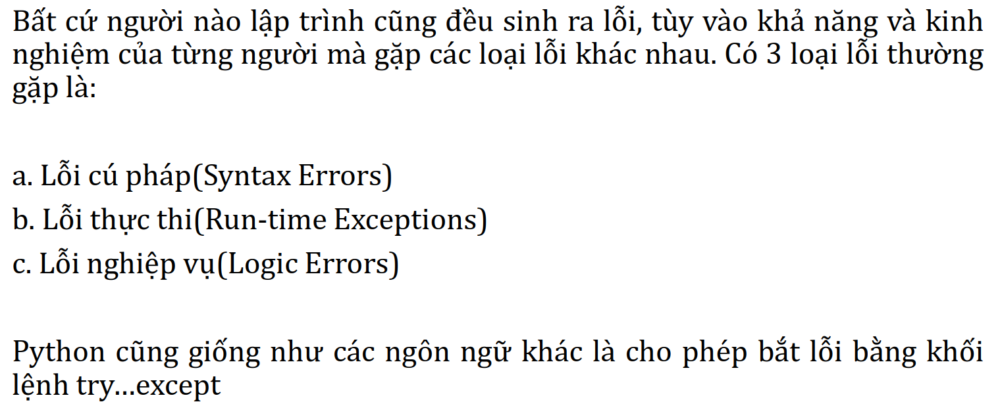 Bất cứ người nào lập trình cũng đều sinh ra lỗi, tùy vào khả năng và kinh
nghiệm của từng người mà gặp các loại lỗi khác nhau. Có 3 loại lỗi thường
gặp là:
a. Lỗi cú pháp(Syntax Errors)
b. Lỗi thực thi(Run-time Exceptions)
c. Lỗi nghiệp vụ(Logic Errors)
Python cũng giống như các ngôn ngữ khác là cho phép bắt lỗi bằng khối
lệnh try...except